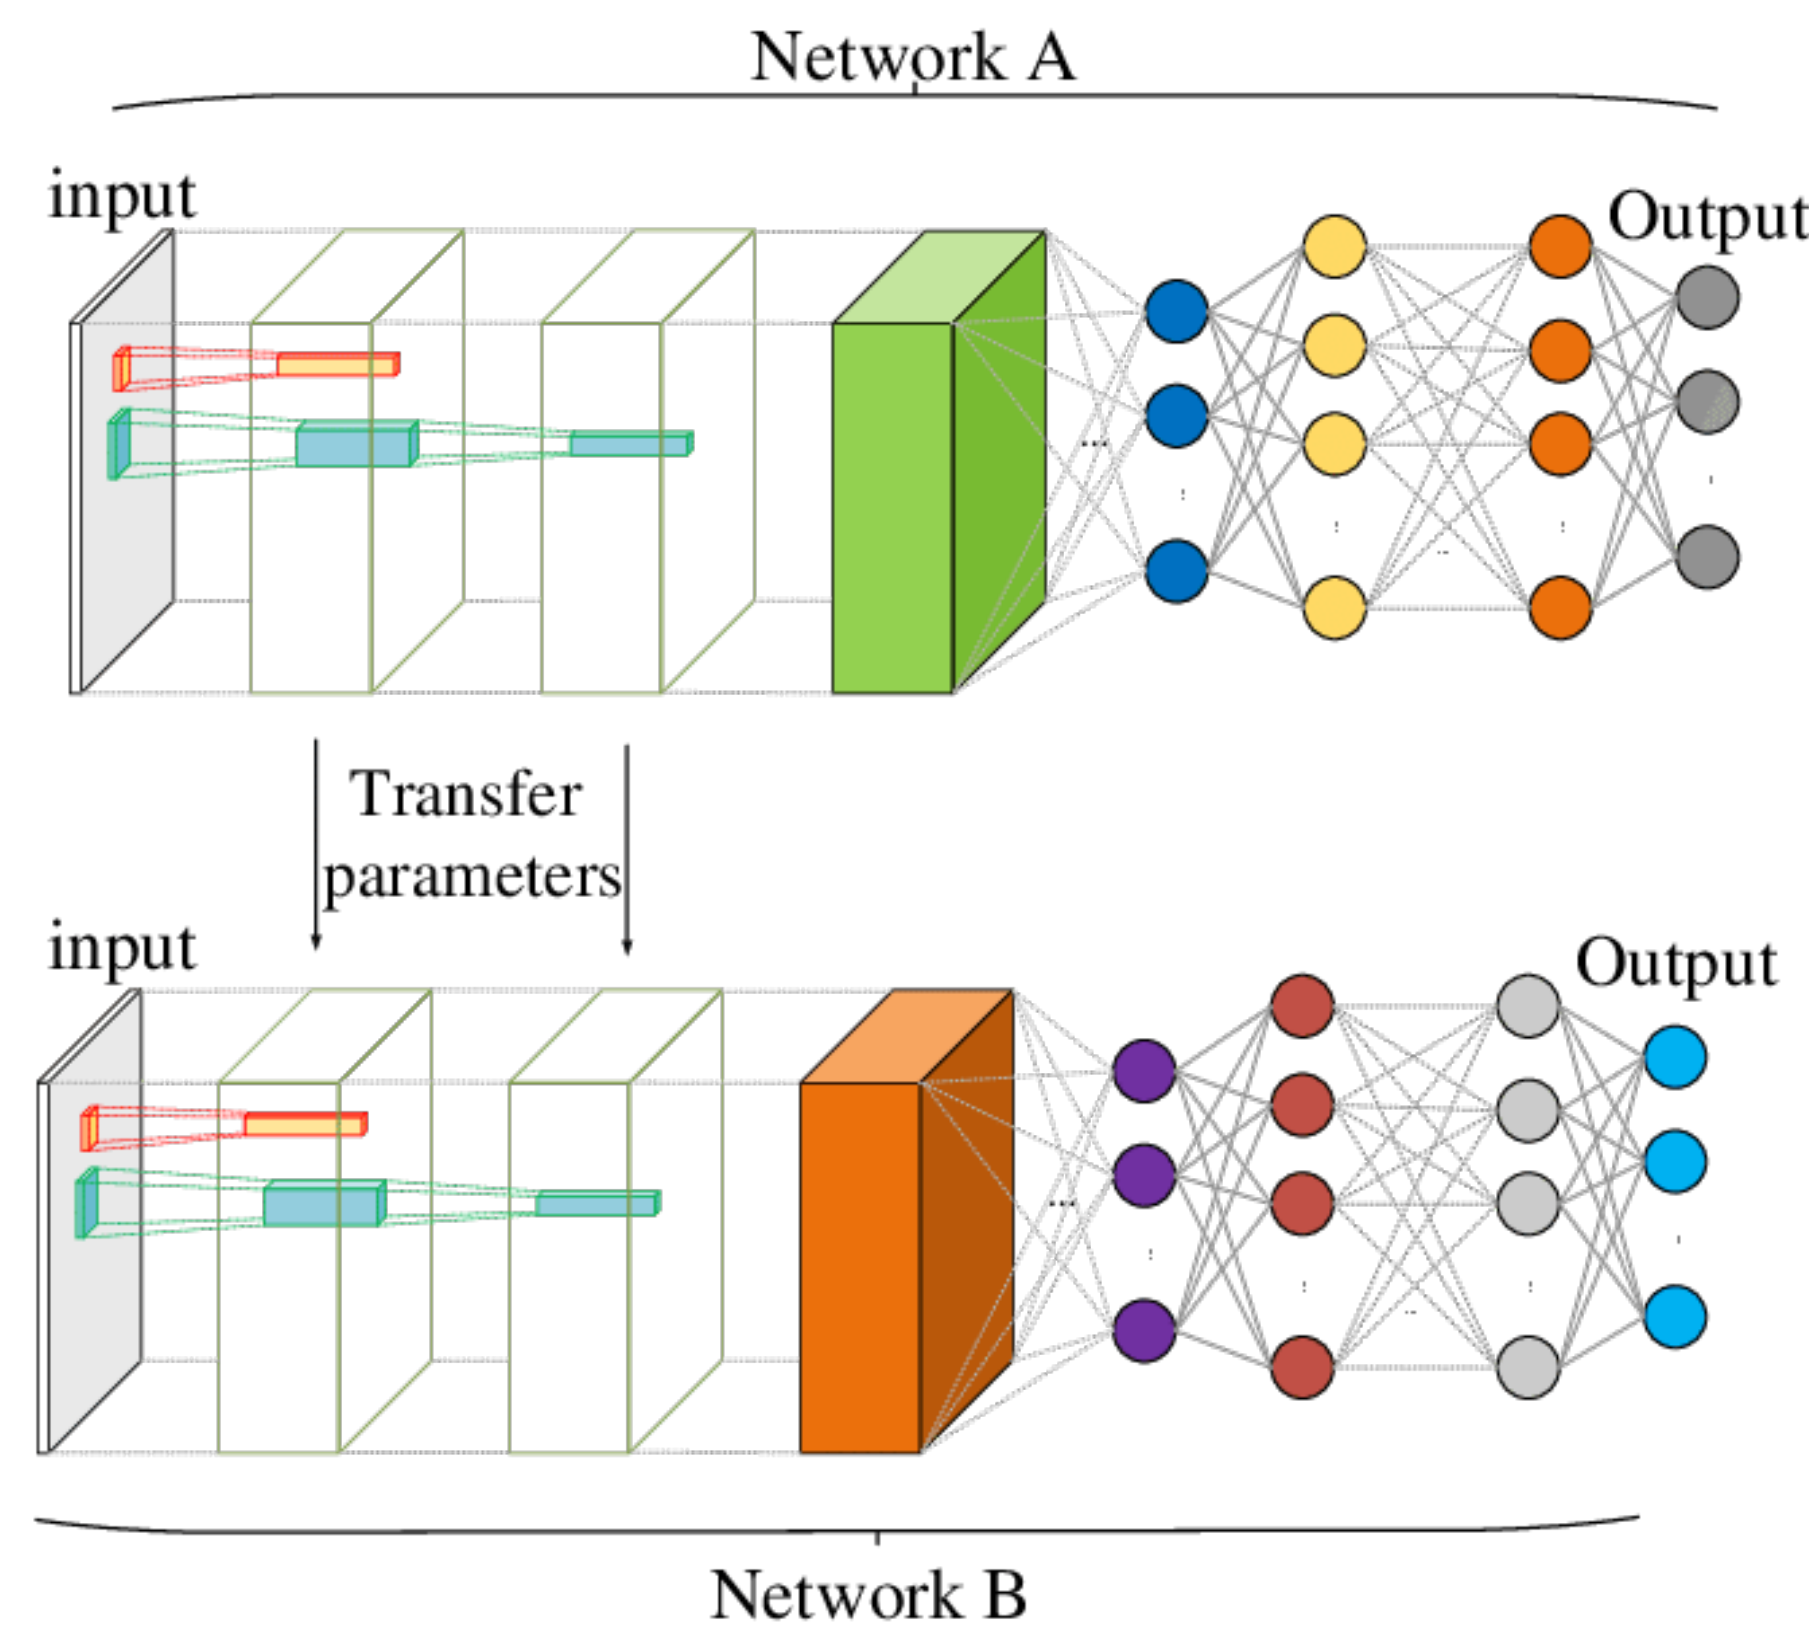 Network A
input
Output
...
Transfer
parameters
input
Output
...
Network B